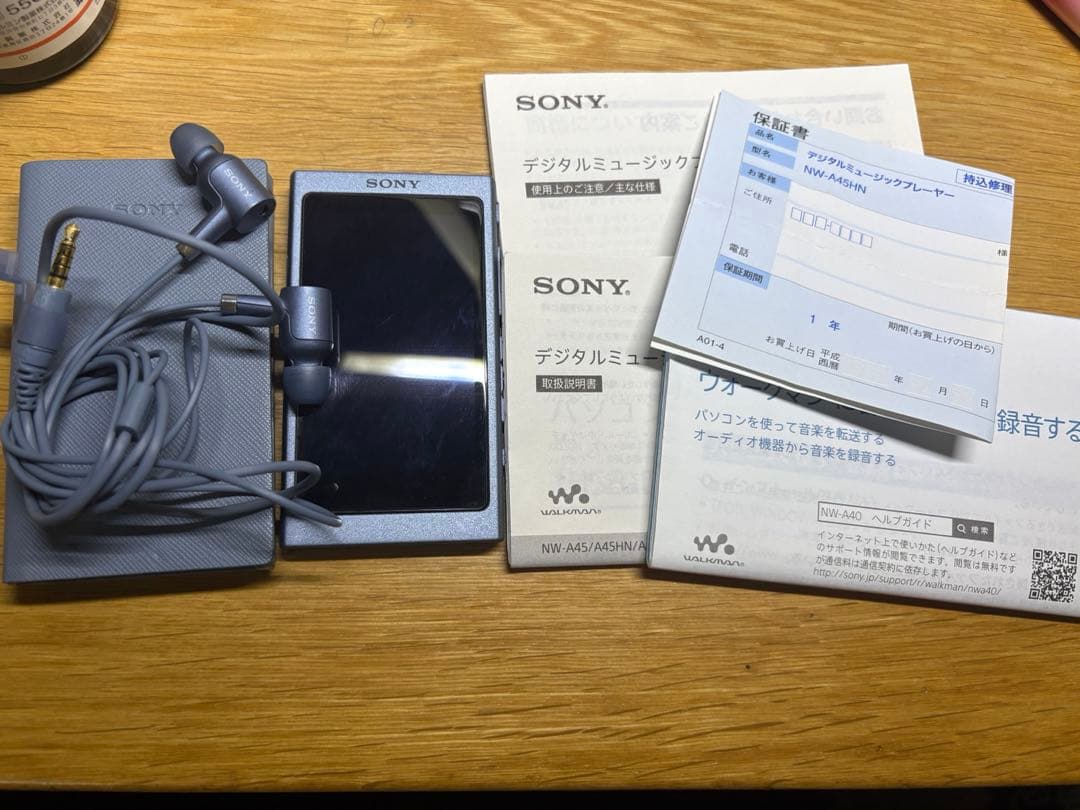 556
製薬株式会社
SONY
SONY
SONY
SONY
SONY®
デジタルミュージックプ
使用上のご注意／主な仕様
SONY®
デジタルミュー
取扱説明書
WALKMAN®
NW-A45/A45HN/A
保証書
品名
デジタルミュージックプレーヤー
持込修理
型名
NW-A45HN
お客様
ご住所
様
電話
保証期間
1 年
期間(お買上げの日から)
お買上げ日
平成
西暦
年
月
日
A01-4
ウォークマン
録音する
パソコンを使って音楽を転送する
オーディオ機器から音楽を録音する
NW-A40 ヘルプガイド
検索
インターネット上で使いかた(ヘルプガイド)など
のサポート情報が閲覧できます。閲覧は無料です
が通信料は通信契約に依存します。
http://sony.jp/support/r/walkman/nwa40/
WALKMAN®